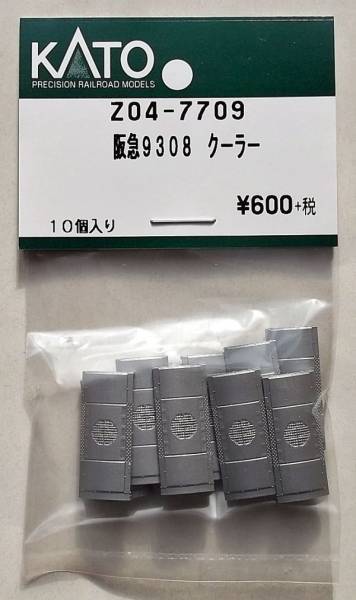 KATO
PRECISION RAILROAD MODELS
Z04-7709
阪急9308 クーラー
¥600+税
10個入り